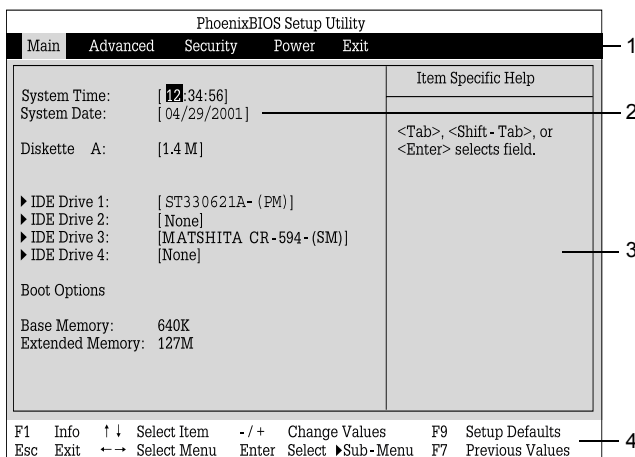 PhoenixBIOS Setup Utility
Main Advanced Security Power Exit
1
System Time: [12:34:56]
System Date: [04/29/2001]
2
Diskette A: [1.4 M]
▶ IDE Drive 1: [ST330621A-(PM)]
▶ IDE Drive 2: [None]
▶ IDE Drive 3: [MATSHITA CR-594-(SM)]
▶ IDE Drive 4: [None]
Boot Options
Base Memory: 640K
Extended Memory: 127M
Item Specific Help
<Tab>, <Shift-Tab>, or
<Enter> selects field.
3
F1 Info ↑↓ Select Item -/+ Change Values F9 Setup Defaults
Esc Exit ←→ Select Menu Enter Select ▶Sub-Menu F7 Previous Values
4